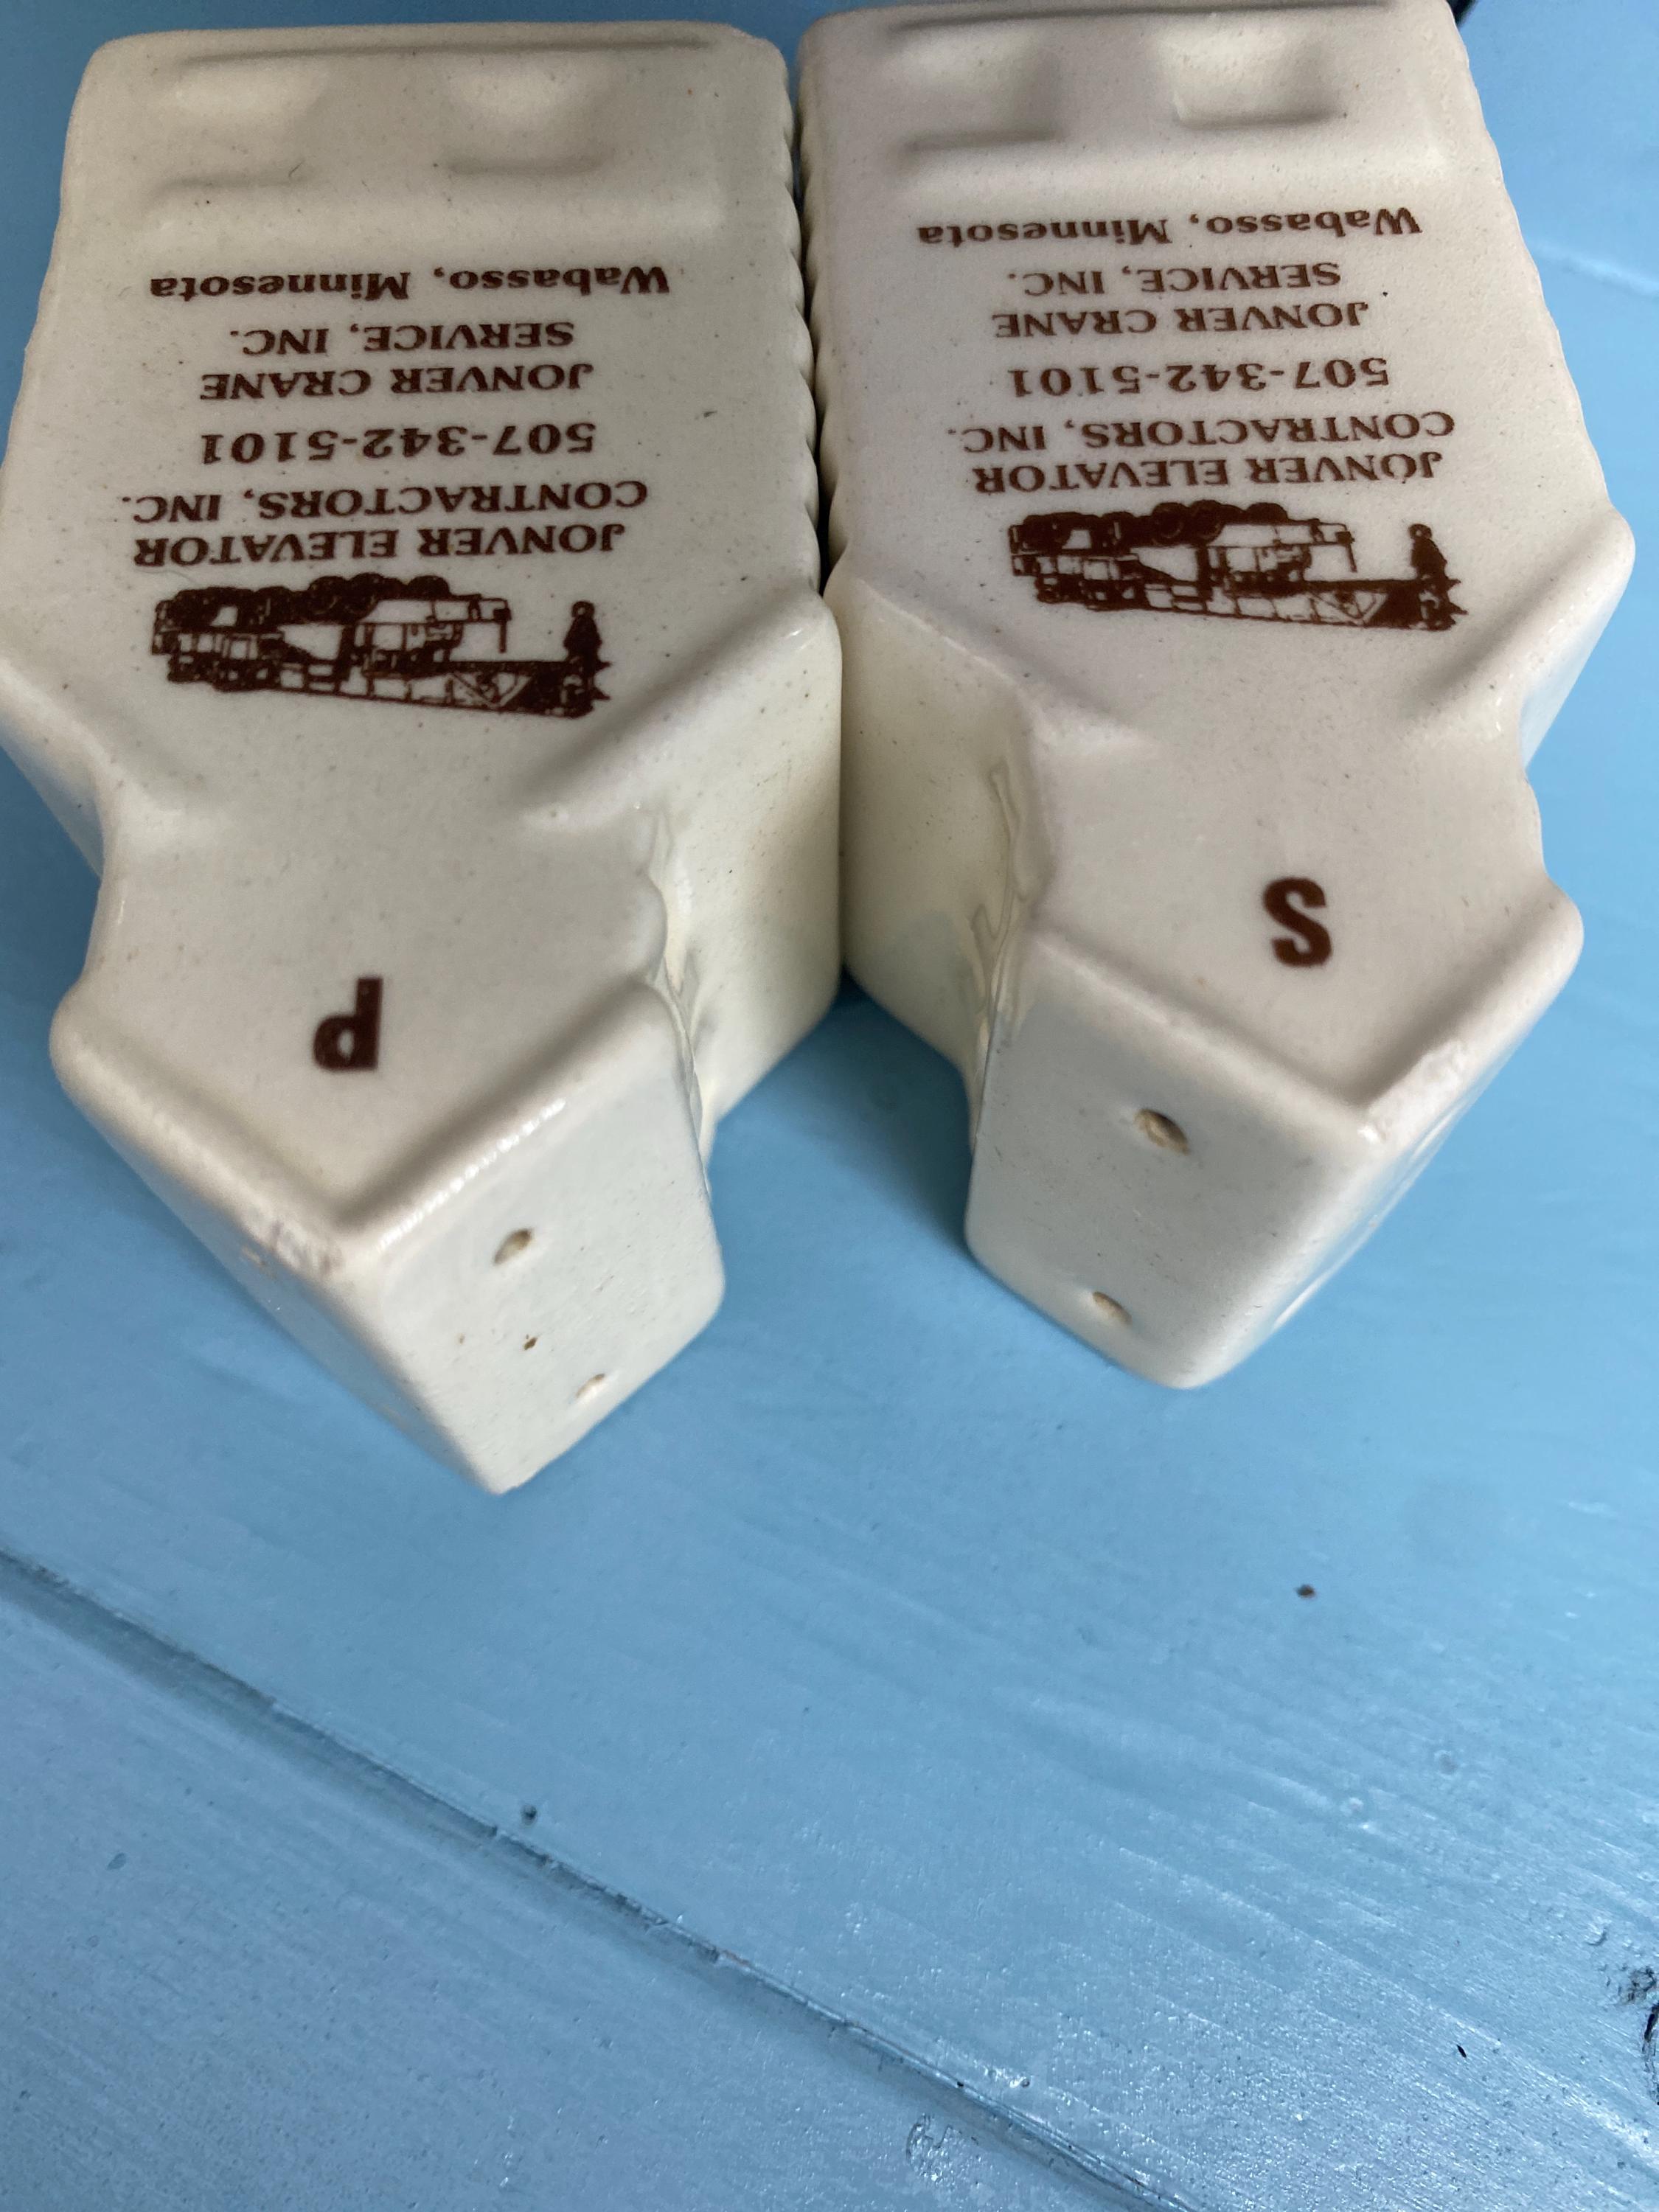 P
JONVER ELEVATOR
CONTRACTORS, INC.
507-342-5101
JONVER CRANE
SERVICE, INC.
Wabasso, Minnesota
S
JONVER ELEVATOR
CONTRACTORS, INC.
507-342-5101
JONVER CRANE
SERVICE, INC.
Wabasso, Minnesota